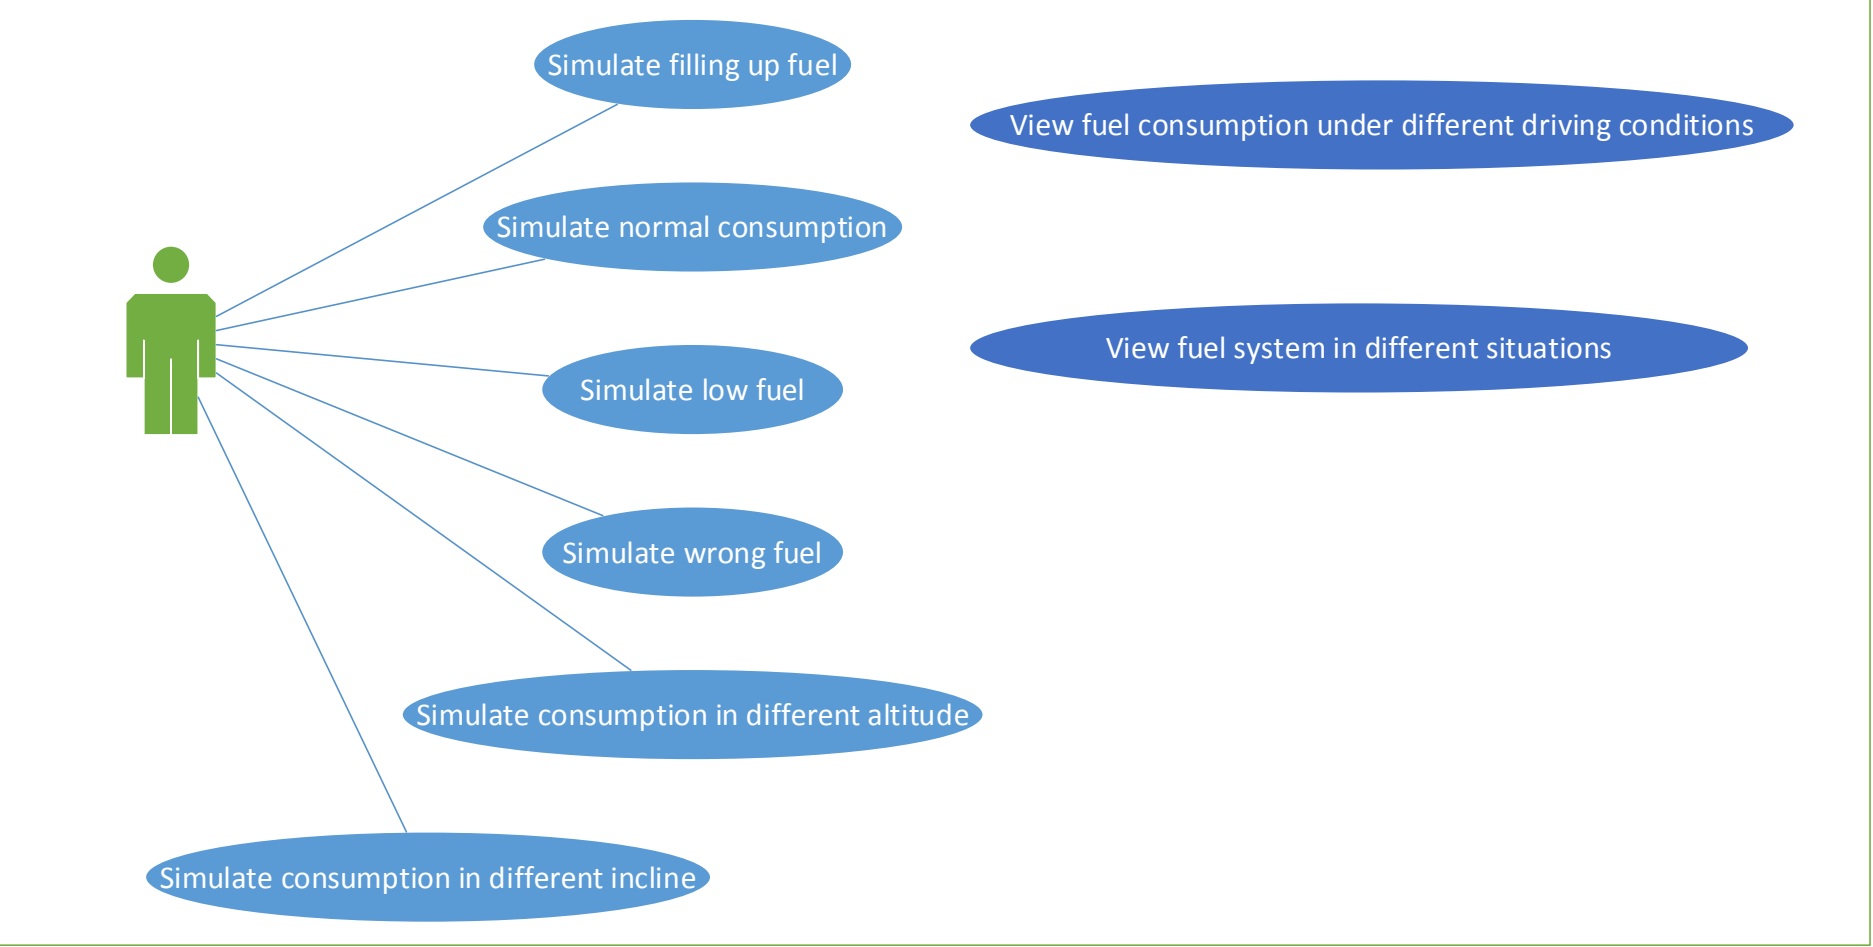 Simulate filling up fuel
View fuel consumption under different driving conditions
Simulate normal consumption
View fuel system in different situations
Simulate low fuel
Simulate wrong fuel
Simulate consumption in different altitude
Simulate consumption in different incline